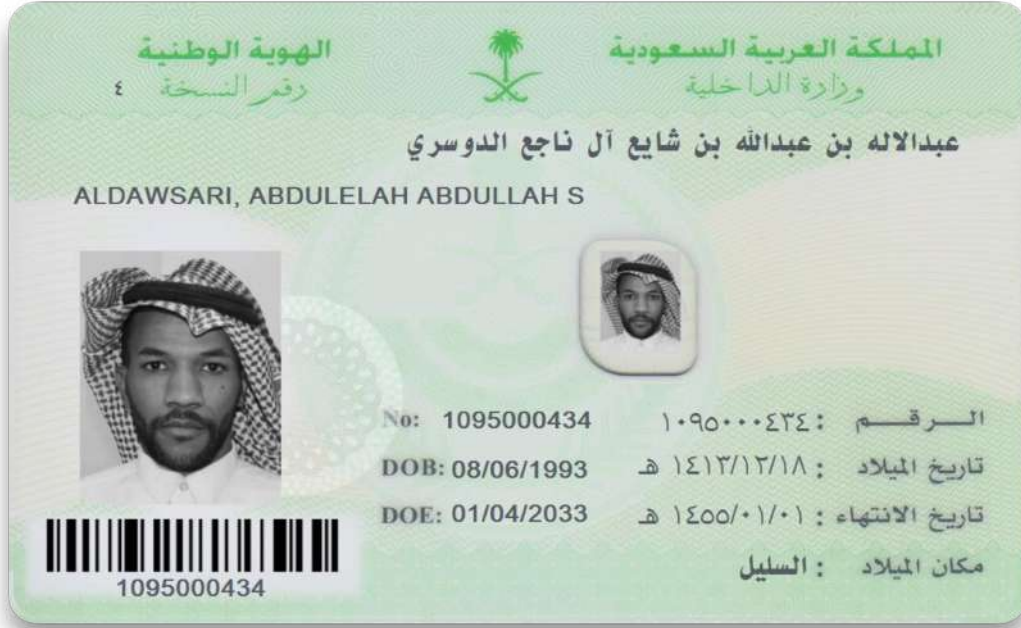 المملكة العربية السعودية
وزارة الداخلية
الهوية الوطنية
رقم النسخة ٤
عبدالاله بن عبدالله بن شايع آل ناجع الدوسري
ALDAWSARI, ABDULELAH ABDULLAH S
الـرقـم : ١٠٩٥٠٠٠٤٣٤ No: 1095000434
تاريخ الميلاد : ١٤١٣/١٢/١٨ هـ DOB: 08/06/1993
تاريخ الانتهاء : ١٤٥٥/٠١/٠١ هـ DOE: 01/04/2033
مكان الميلاد : السليل
1095000434